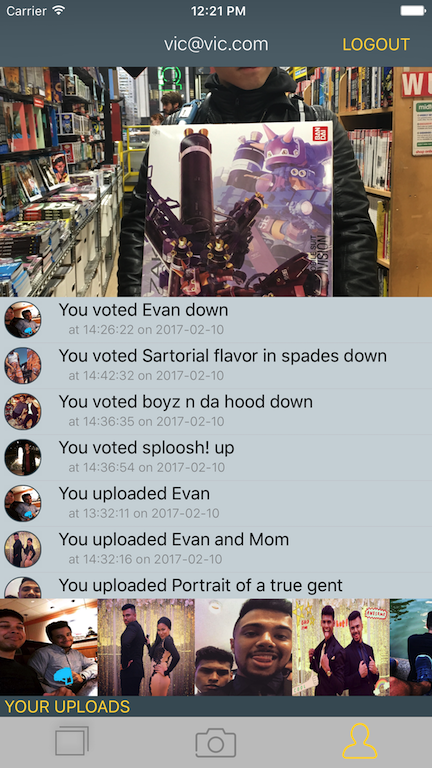 Carrier 12:21 PM
vic@vic.com LOGOUT
BAN
DAI
You voted Evan down
at 14:26:22 on 2017-02-10
You voted Sartorial flavor in spades down
at 14:42:32 on 2017-02-10
You voted boyz n da hood down
at 14:36:35 on 2017-02-10
You voted sploosh! up
at 14:36:54 on 2017-02-10
You uploaded Evan
at 13:32:11 on 2017-02-10
You uploaded Evan and Mom
at 14:32:16 on 2017-02-10
You uploaded Portrait of a true gent
AWESOME
YOUR UPLOADS